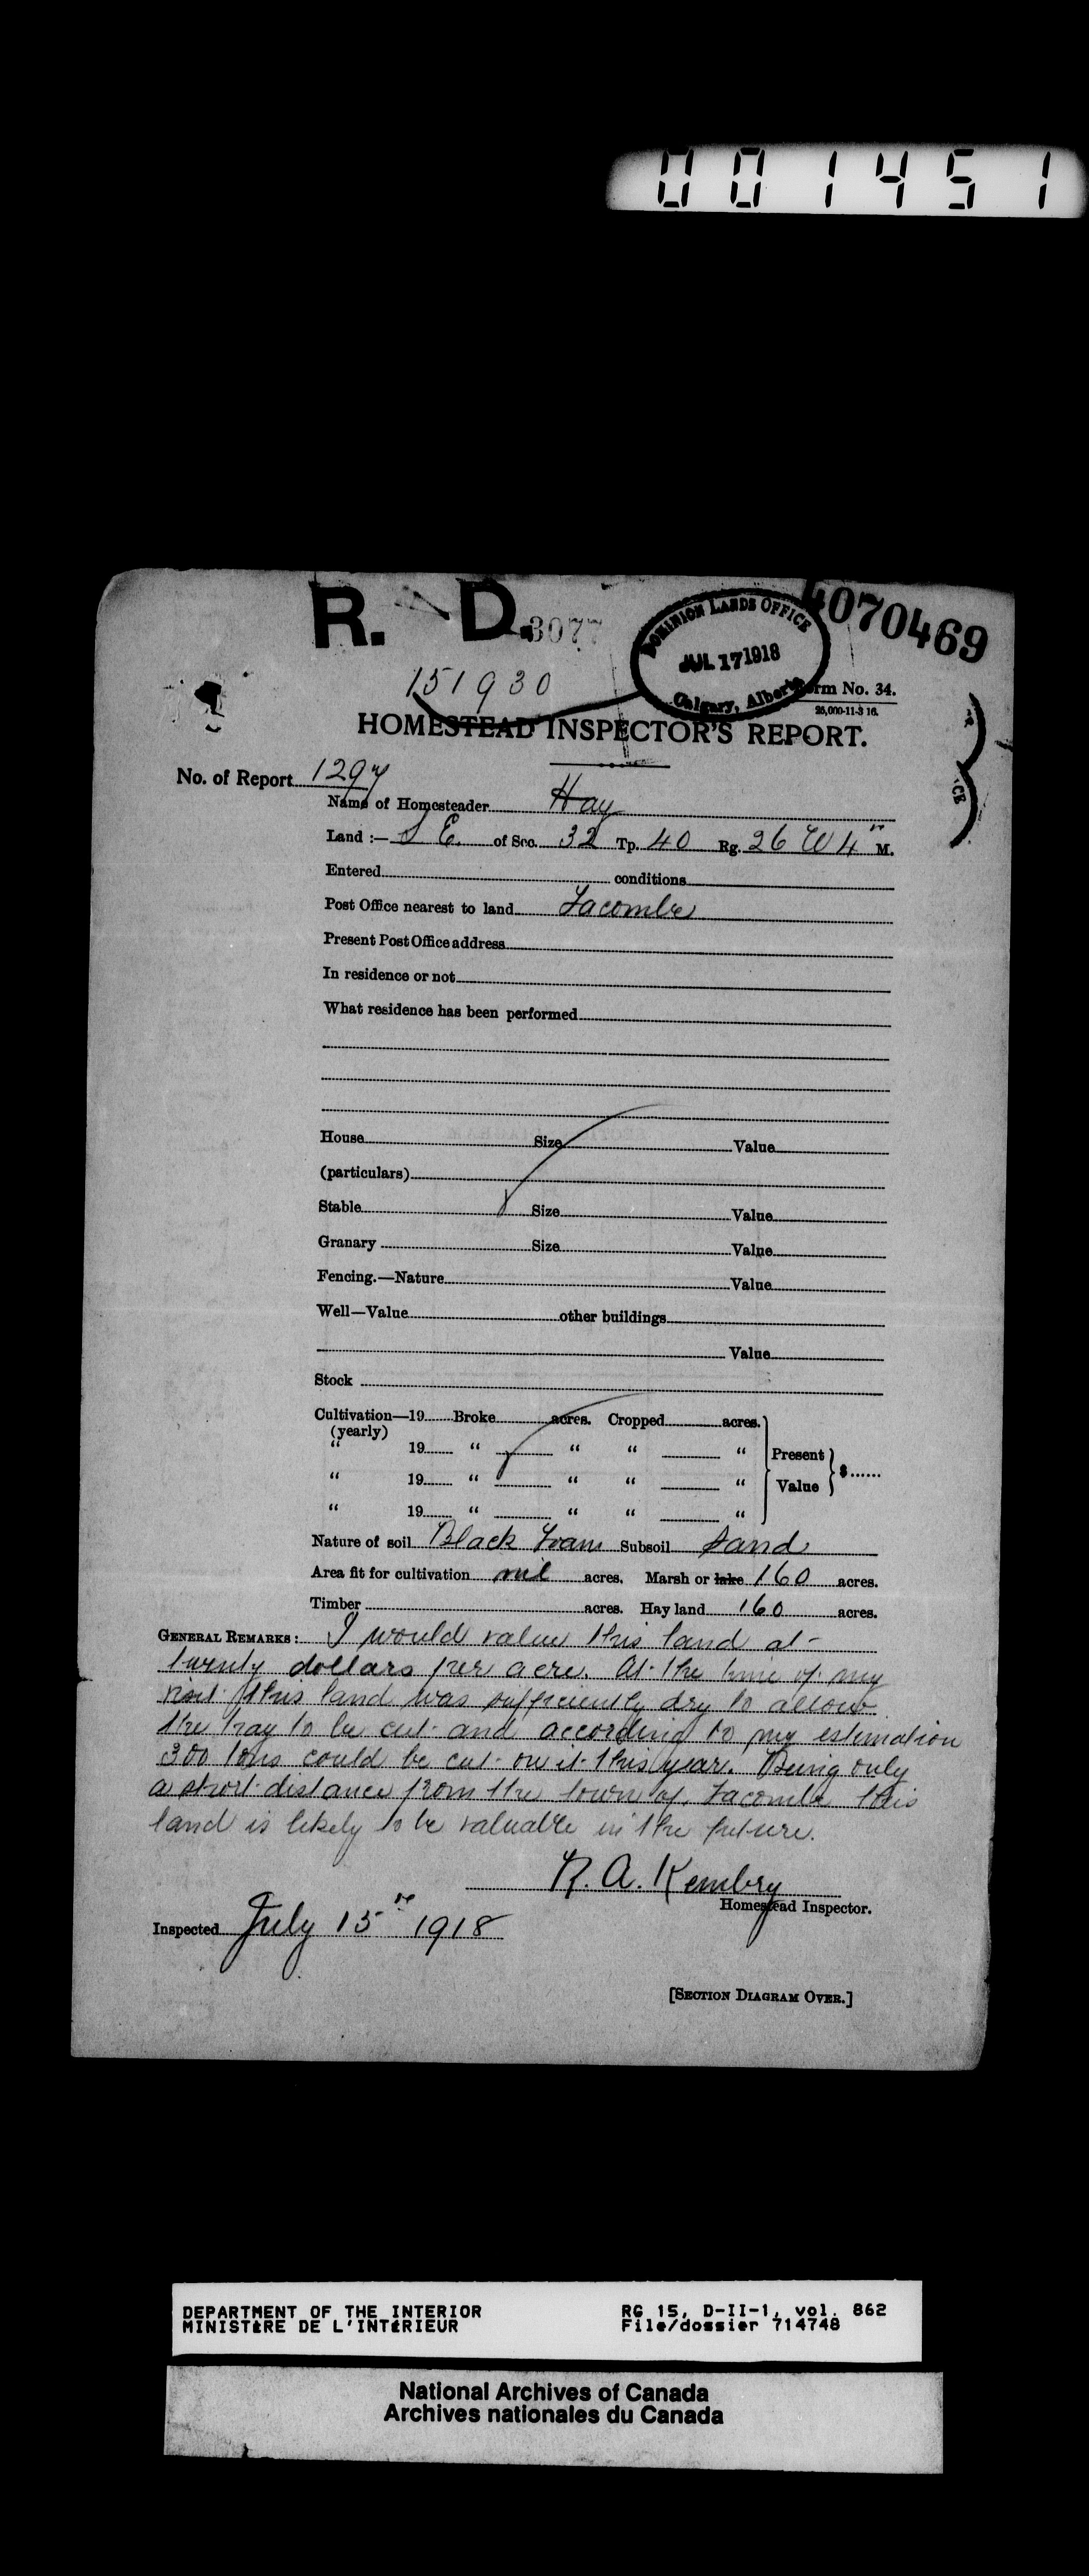 001451
R. D. 3077
DOMINION LANDS OFFICE
JUL 17 1918
Calgary, Alberta
4070469
151930
Form No. 34.
25,000-11-3 16.
HOMESTEAD INSPECTOR'S REPORT.
No. of Report 1297
Name of Homesteader Hay
Land :— S E. of Sec. 32 Tp. 40 Rg. 26 W 4th M.
Entered conditions
Post Office nearest to land Lacombe
Present Post Office address
In residence or not
What residence has been performed
House Size Value
(particulars)
Stable Size Value
Granary Size Value
Fencing.—Nature Value
Well—Value other buildings
Value
Stock
Cultivation—19 Broke acres. Cropped acres.
(yearly)
" 19 " " " " Present
" 19 " " " " Value $
" 19 " " " "
Nature of soil Black Loam Subsoil Sand
Area fit for cultivation nil acres. Marsh or lake 160 acres.
Timber acres. Hay land 160 acres.
GENERAL REMARKS: I would value this land at
twenty dollars per acre. At the time of my
visit this land was sufficiently dry to allow
the hay to be cut and according to my estimation
300 tons could be cut on it this year. Being only
a short distance from the town of Lacombe this
land is likely to be valuable in the future.
R. A. Kembry
Homestead Inspector.
Inspected July 15th 1918
[SECTION DIAGRAM OVER.]
DEPARTMENT OF THE INTERIOR RG 15, D-II-1, vol. 862
MINISTÈRE DE L'INTÉRIEUR File/dossier 714748
National Archives of Canada
Archives nationales du Canada